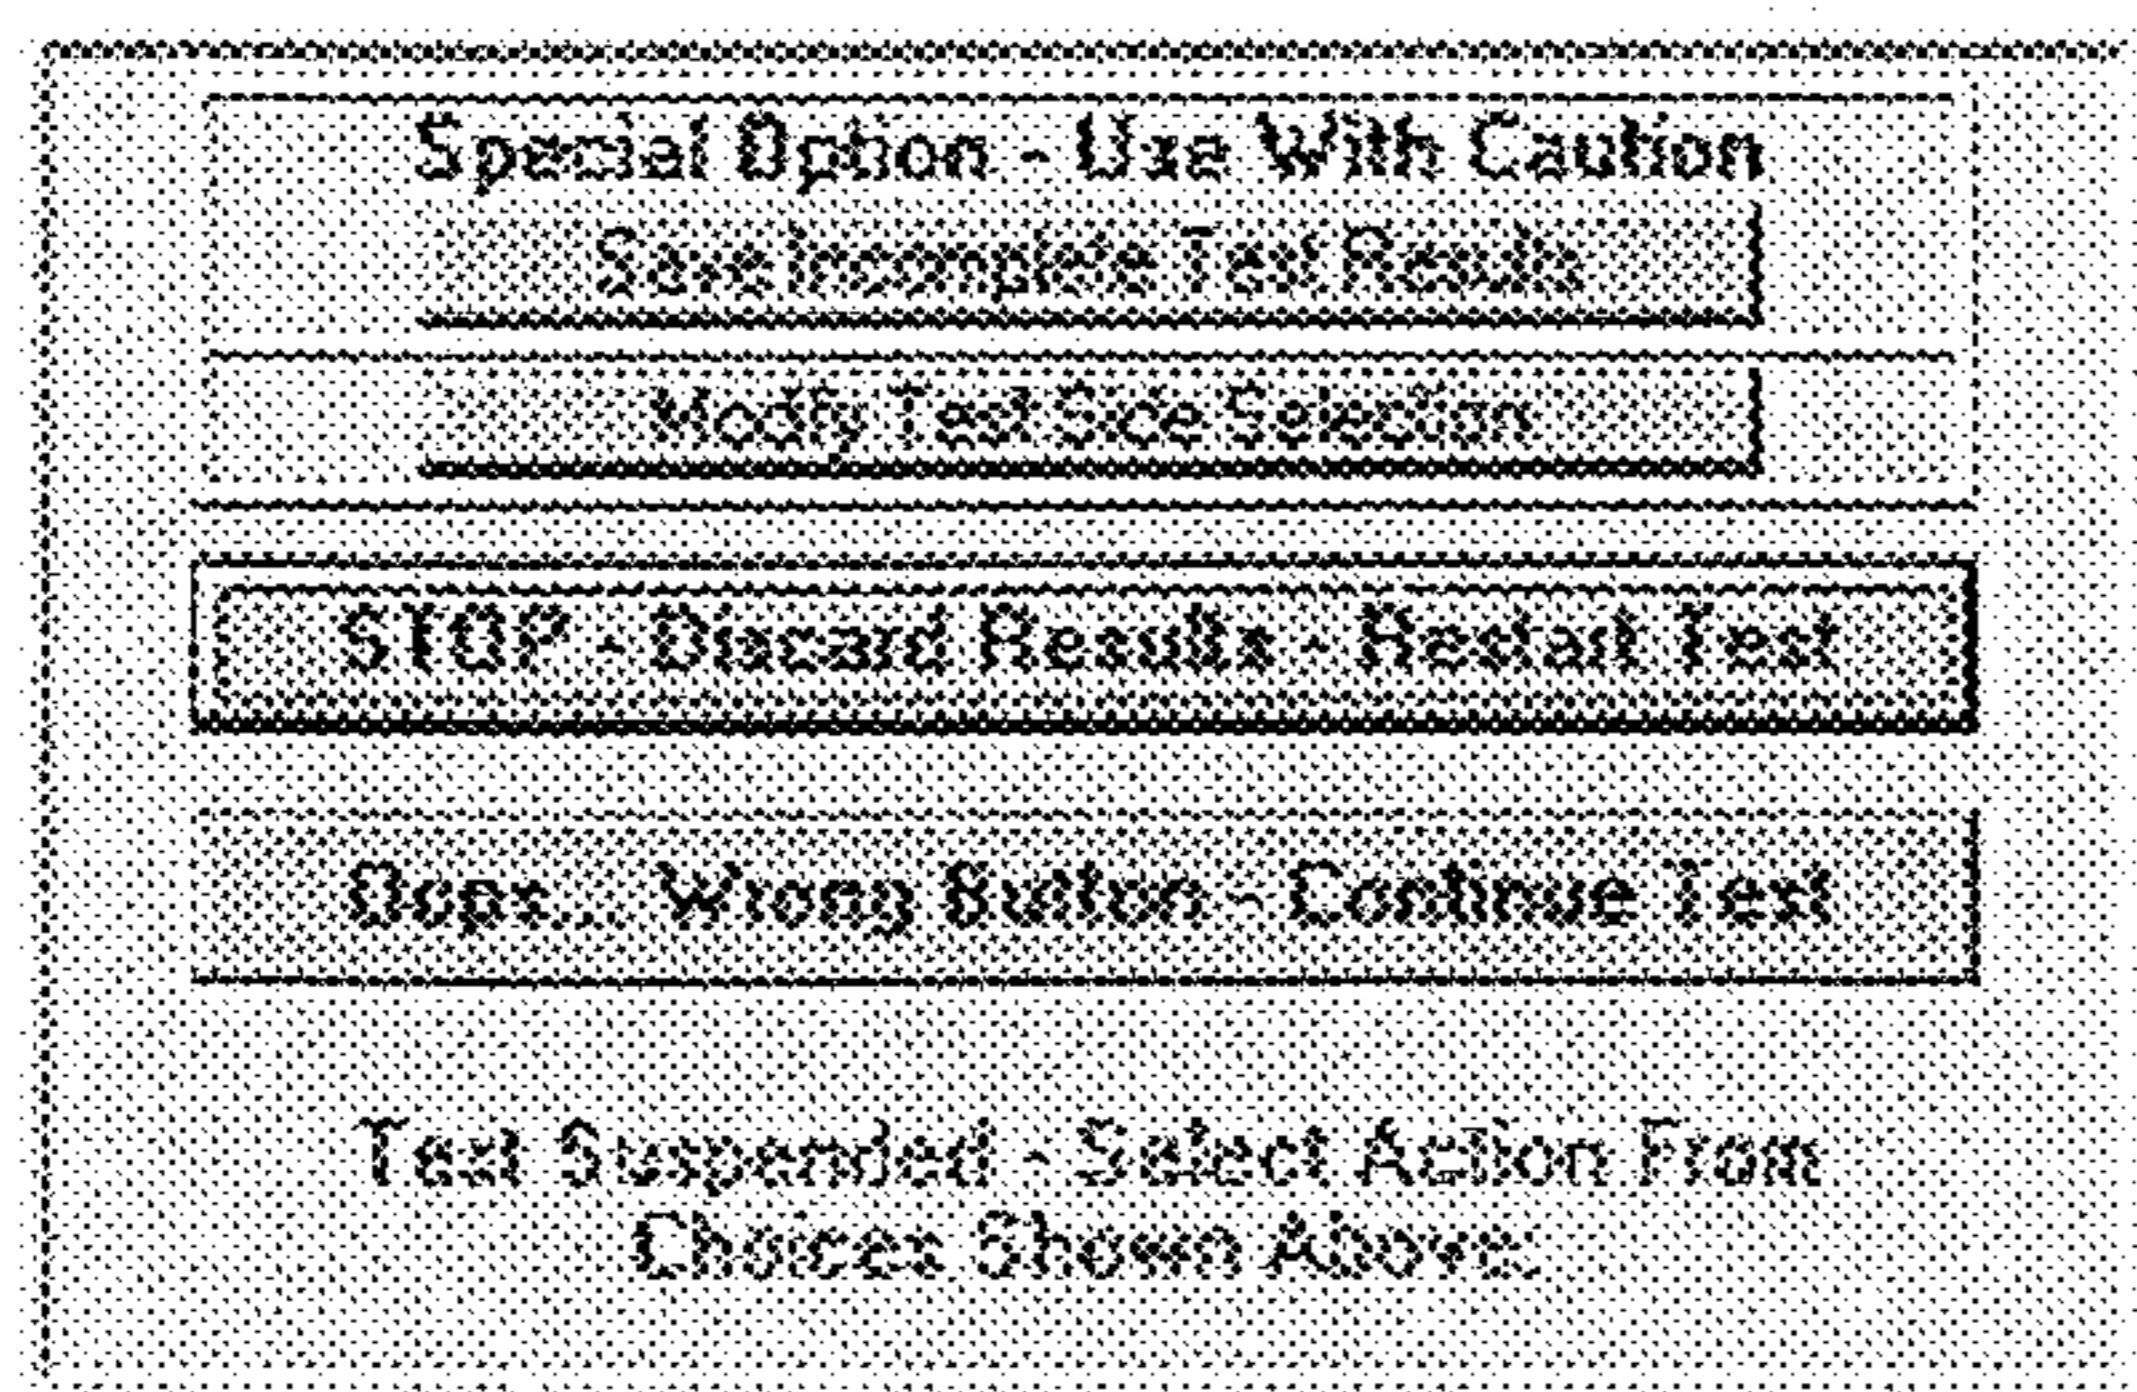 Special Option - Use With Caution
Save Incomplete Test Results
Modify Test Side Selection
STOP - Discard Results - Restart Test
Oops... Wrong Button - Continue Test
Test Suspended - Select Action From
Choices Shown Above